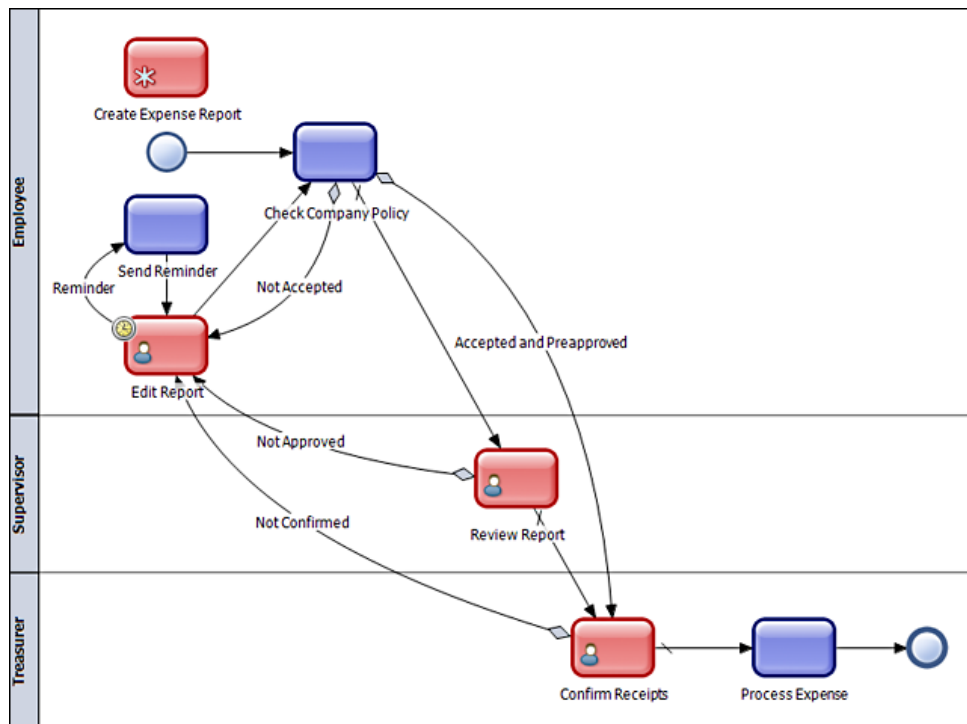 Employee
Create Expense Report
Check Company Policy
Send Reminder
Reminder
Not Accepted
Accepted and Preapproved
Edit Report
Supervisor
Not Approved
Review Report
Not Confirmed
Treasurer
Confirm Receipts
Process Expense